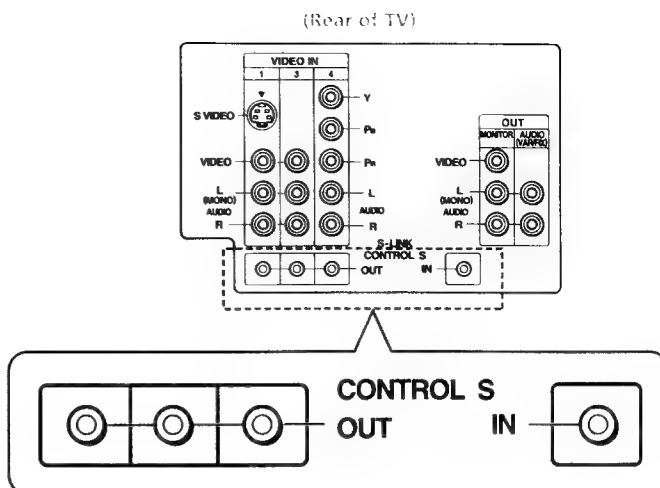 (Rear of TV)
VIDEO IN
1 3 4
Y
S VIDEO
PB
OUT
MONITOR AUDIO (VAR/FIX)
VIDEO
PR
VIDEO
L (MONO)
L
L (MONO)
AUDIO
AUDIO
AUDIO
R
R
R
S-LINK
CONTROL S
OUT
IN
CONTROL S
OUT
IN